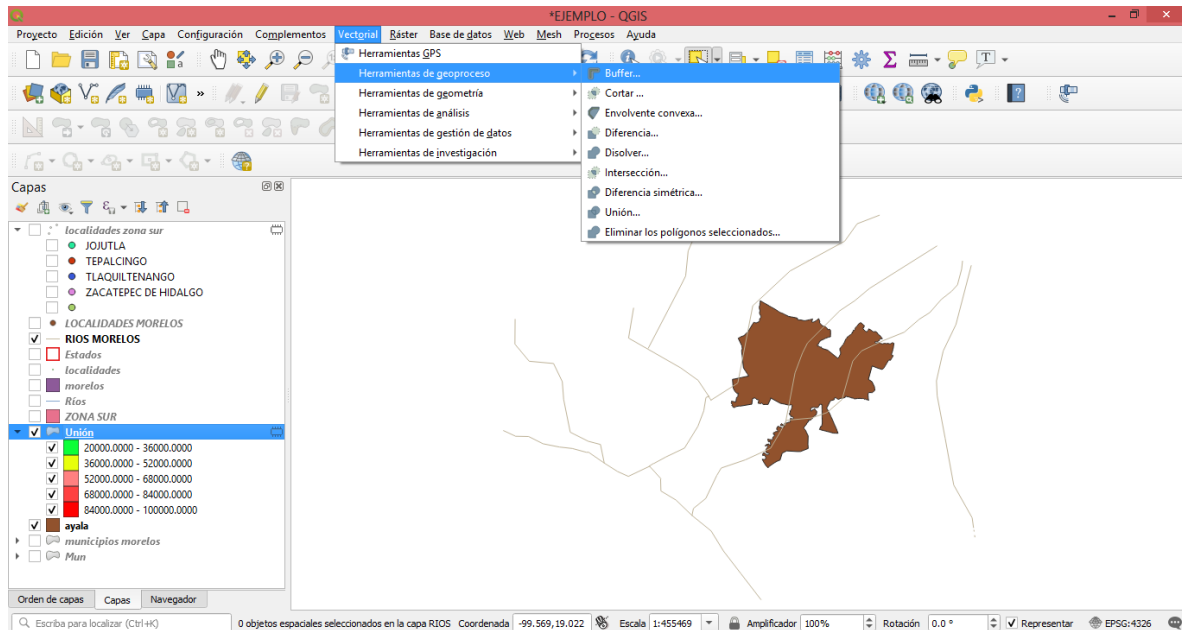 *EJEMPLO - QGIS
Proyecto Edición Ver Capa Configuración Complementos Vectorial Ráster Base de datos Web Mesh Procesos Ayuda
Herramientas GPS
Herramientas de geoproceso
Herramientas de geometría
Herramientas de análisis
Herramientas de gestión de datos
Herramientas de investigación
Buffer...
Cortar ...
Envolvente convexa...
Diferencia...
Disolver...
Intersección...
Diferencia simétrica...
Unión...
Eliminar los polígonos seleccionados...
Capas
localidades zona sur
JOJUTLA
TEPALCINGO
TLAQUILTENANGO
ZACATEPEC DE HIDALGO
LOCALIDADES MORELOS
RIOS MORELOS
Estados
localidades
morelos
Rios
ZONA SUR
Unión
20000.0000 - 36000.0000
36000.0000 - 52000.0000
52000.0000 - 68000.0000
68000.0000 - 84000.0000
84000.0000 - 100000.0000
ayala
municipios morelos
Mun
Orden de capas Capas Navegador
Escriba para localizar (Ctrl+K) 0 objetos espaciales seleccionados en la capa RIOS Coordenada -99.569,19.022 Escala 1:455469 Amplificador 100% Rotación 0.0 ° Representar EPSG:4326